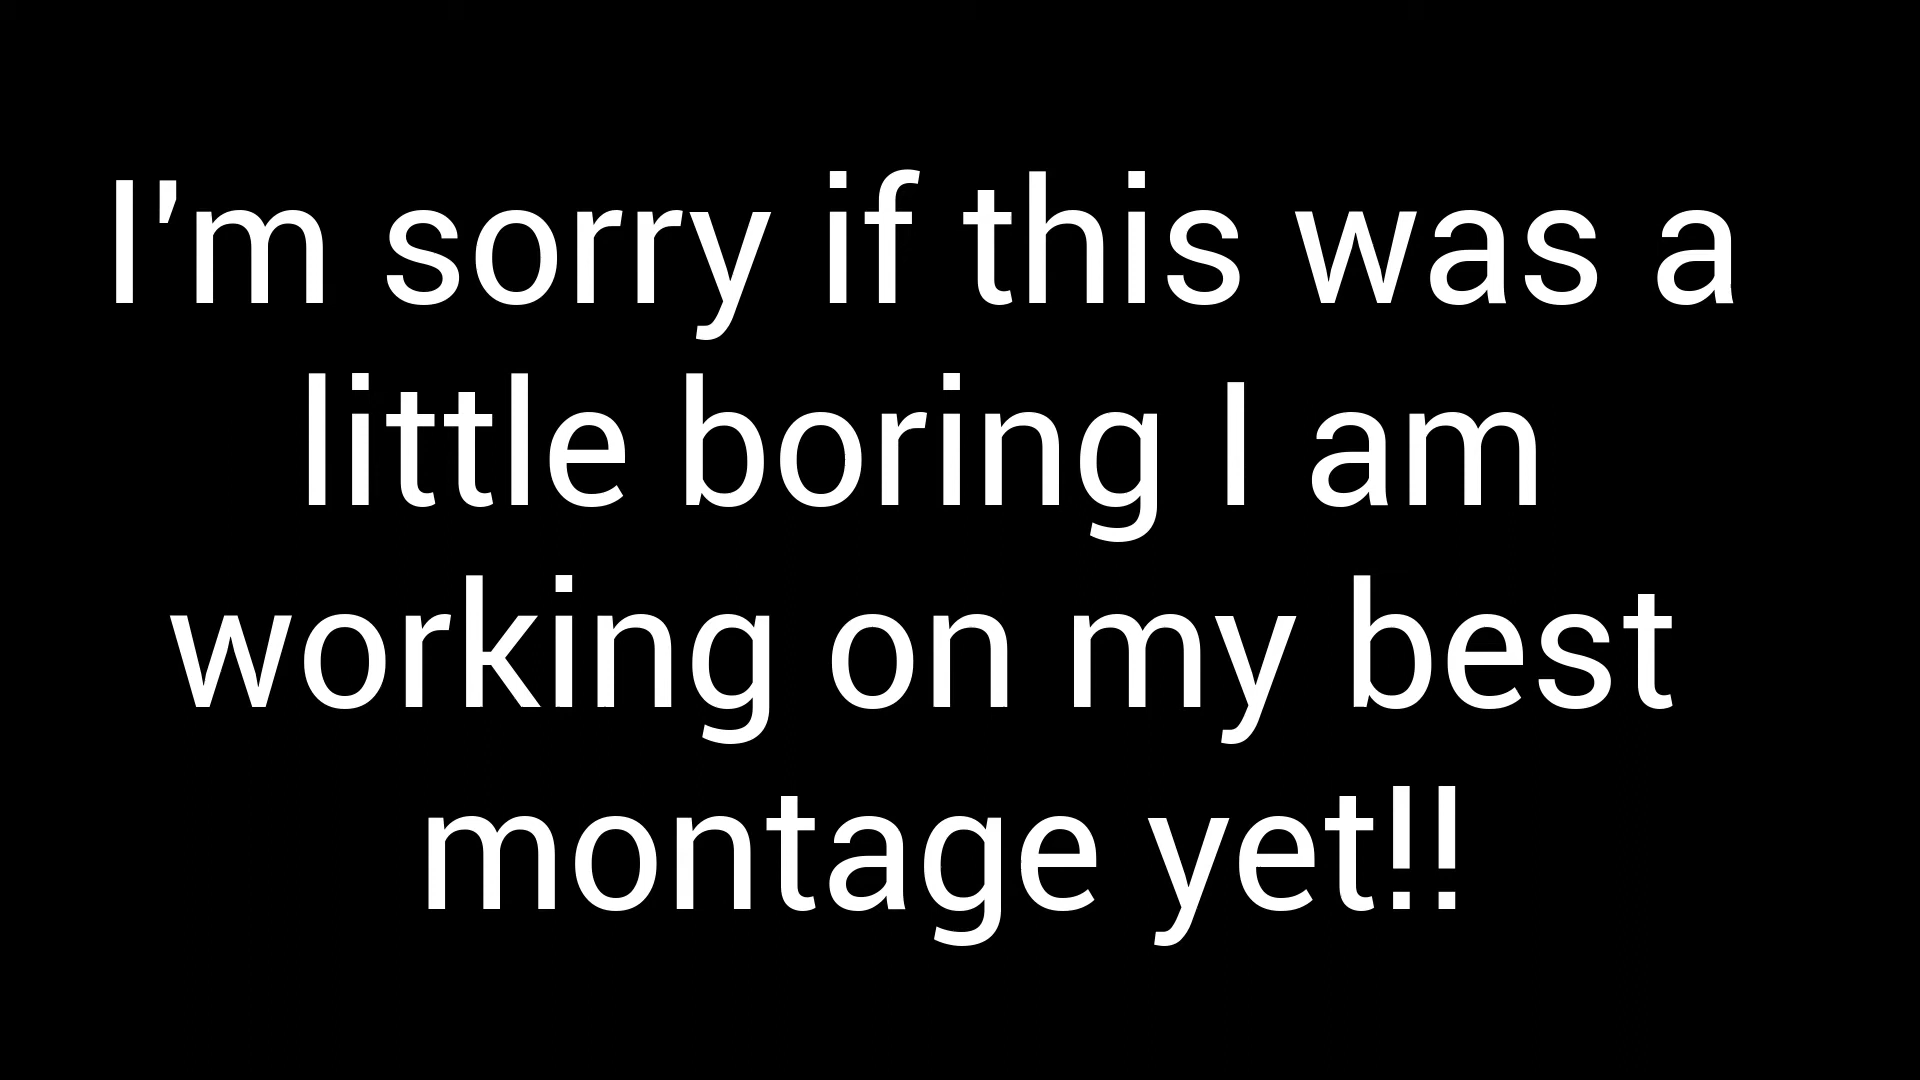 I'm sorry if this was a
little boring I am
working on my best
montage yet!!